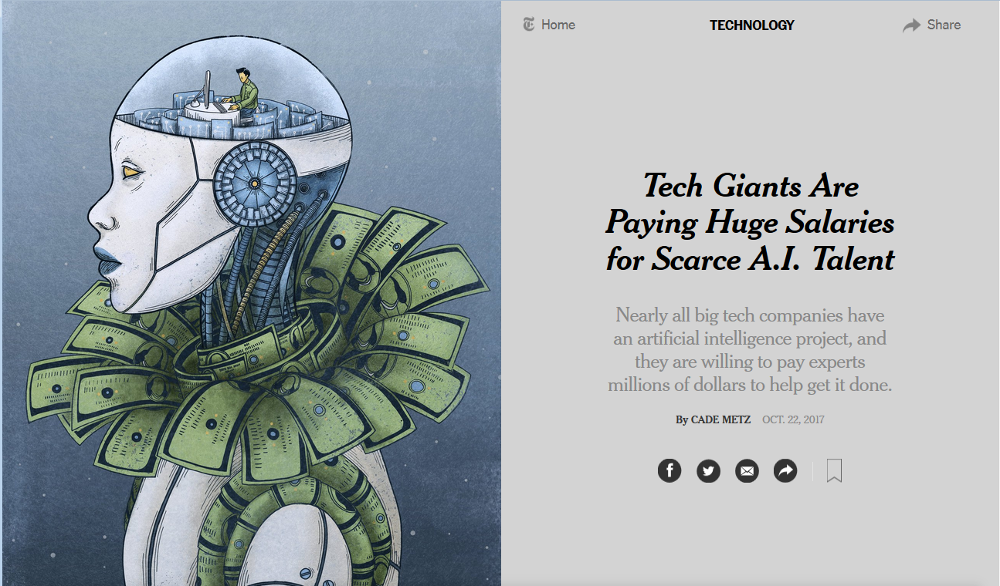 Home
TECHNOLOGY
Share
Tech Giants Are
Paying Huge Salaries
for Scarce A.I. Talent
Nearly all big tech companies have
an artificial intelligence project, and
they are willing to pay experts
millions of dollars to help get it done.
By CADE METZ OCT. 22, 2017